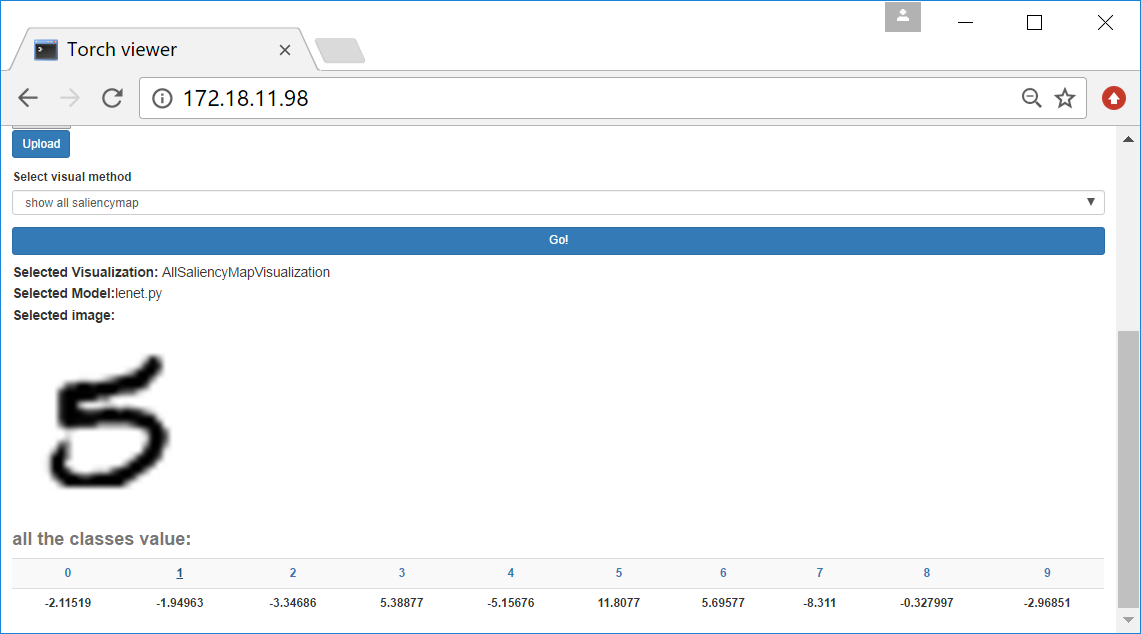 Torch viewer
172.18.11.98
Upload
Select visual method
show all saliencymap
Go!
Selected Visualization: AllSaliencyMapVisualization
Selected Model:lenet.py
Selected image:
5
all the classes value:
0 1 2 3 4 5 6 7 8 9
-2.11519 -1.94963 -3.34686 5.38877 -5.15676 11.8077 5.69577 -8.311 -0.327997 -2.96851